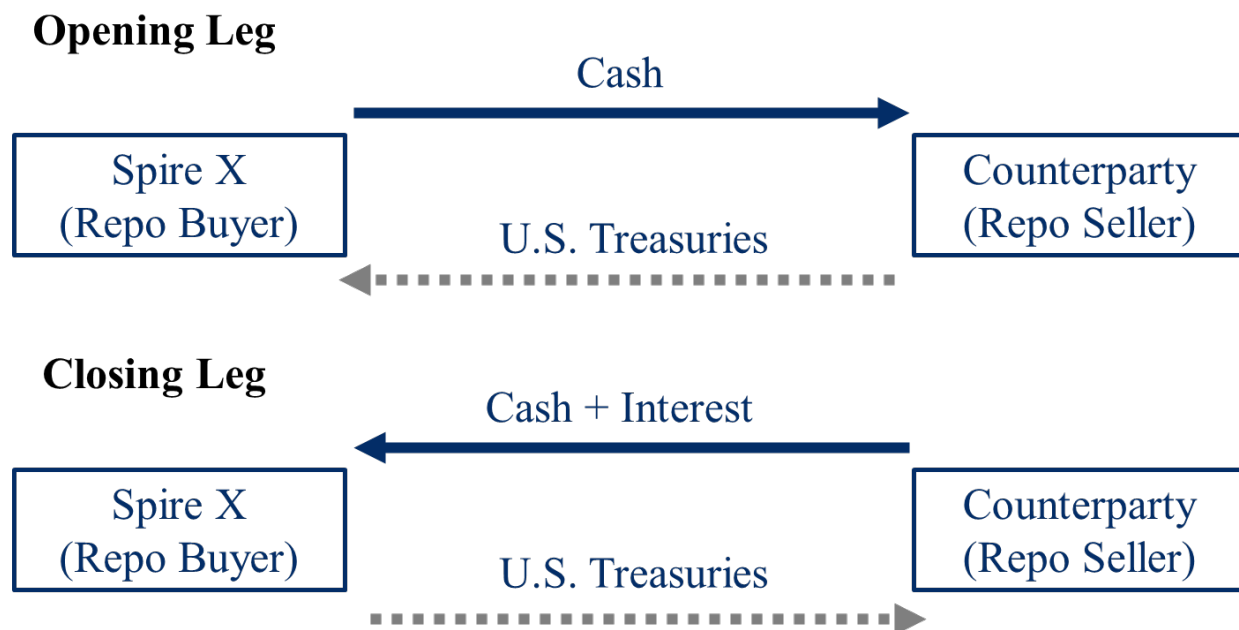 Opening Leg
Cash
Spire X
(Repo Buyer)
Counterparty
(Repo Seller)
U.S. Treasuries
Closing Leg
Cash + Interest
Spire X
(Repo Buyer)
Counterparty
(Repo Seller)
U.S. Treasuries